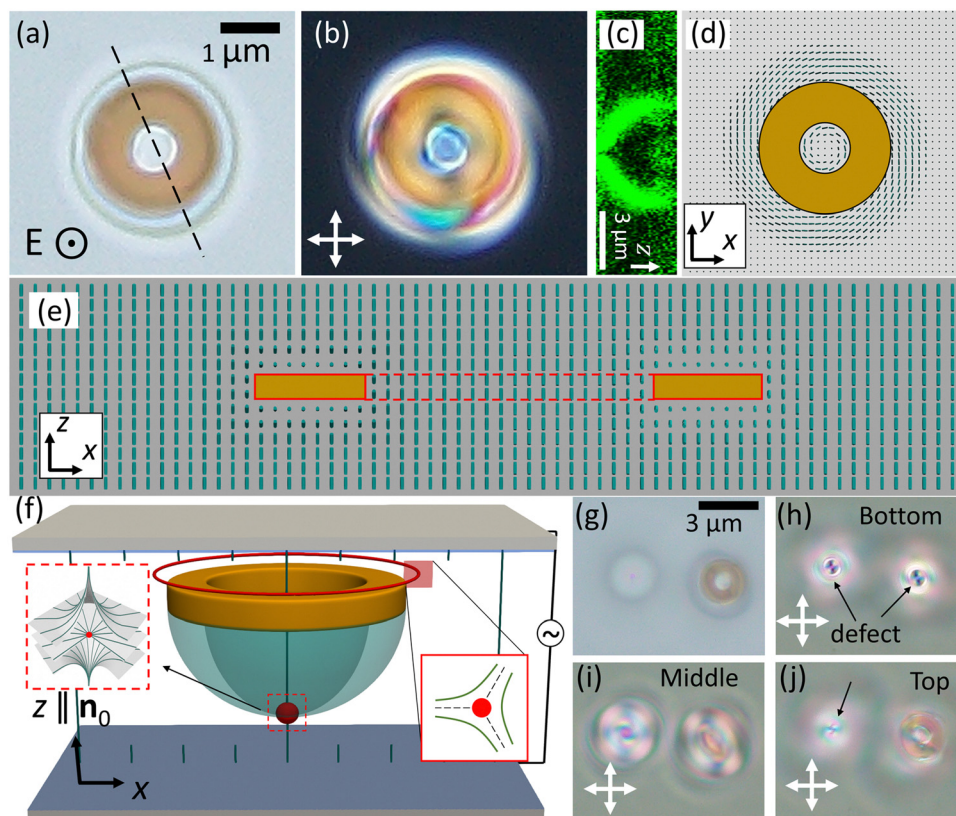 (a)
1 µm
E
(b)
(c)
3 µm
z
(d)
y
x
(e)
z
x
(f)
z ∥ n₀
x
~
(g)
3 µm
(h)
Bottom
defect
(i)
Middle
(j)
Top